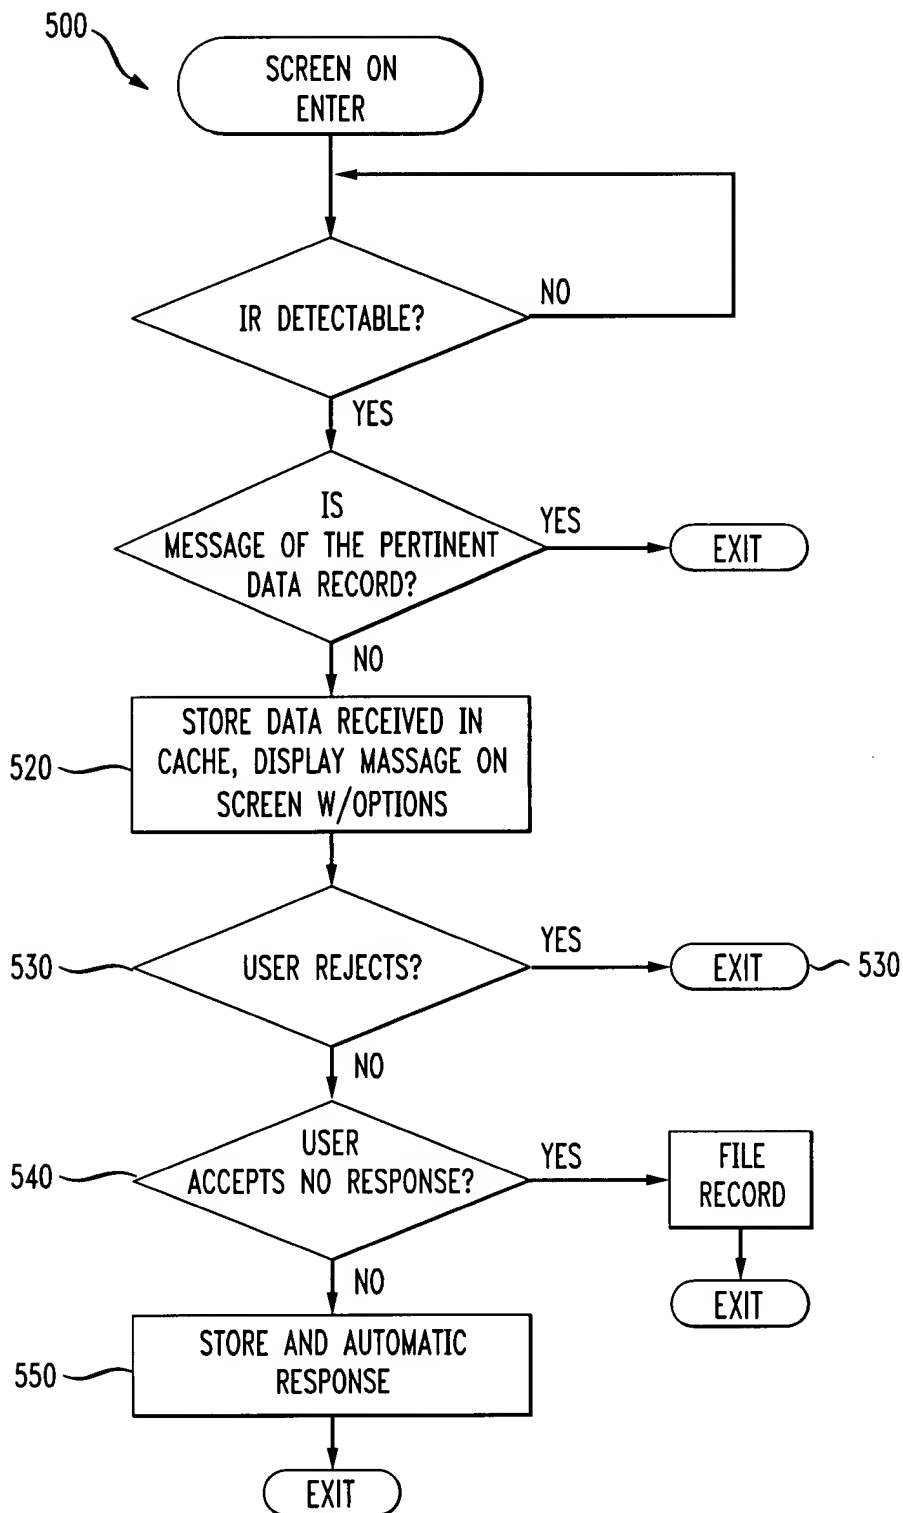 500
SCREEN ON
ENTER
IR DETECTABLE?
NO
YES
IS
MESSAGE OF THE PERTINENT
DATA RECORD?
YES
EXIT
NO
STORE DATA RECEIVED IN
CACHE, DISPLAY MASSAGE ON
SCREEN W/OPTIONS
520
530
USER REJECTS?
YES
EXIT
530
NO
540
USER
ACCEPTS NO RESPONSE?
YES
FILE
RECORD
EXIT
NO
550
STORE AND AUTOMATIC
RESPONSE
EXIT